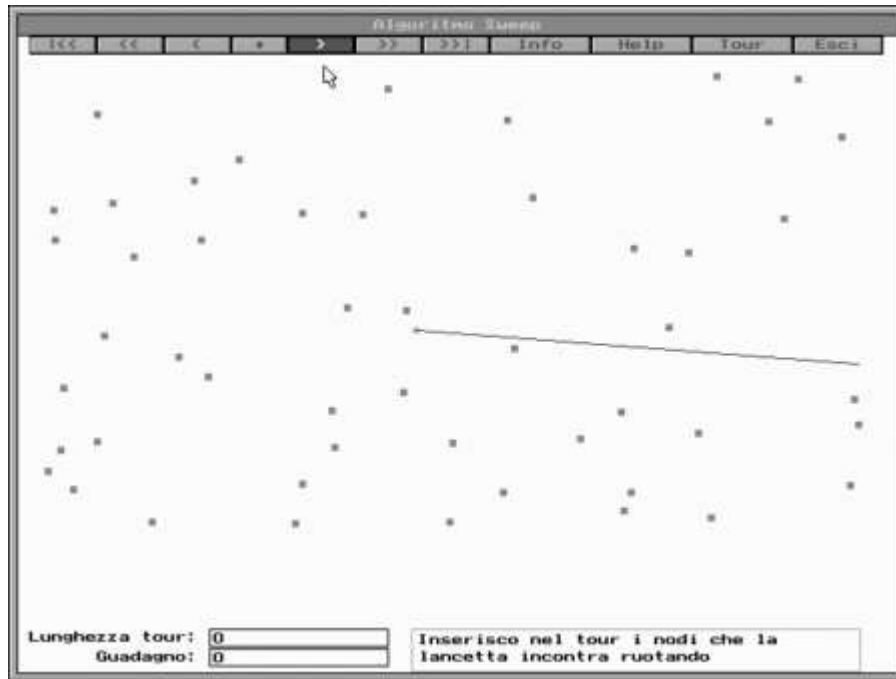 Algoritmo Sweep
|<< << < * > >> >>| Info Help Tour Esci
Lunghezza tour: 0
Guadagno: 0
Inserisco nel tour i nodi che la
lancetta incontra ruotando